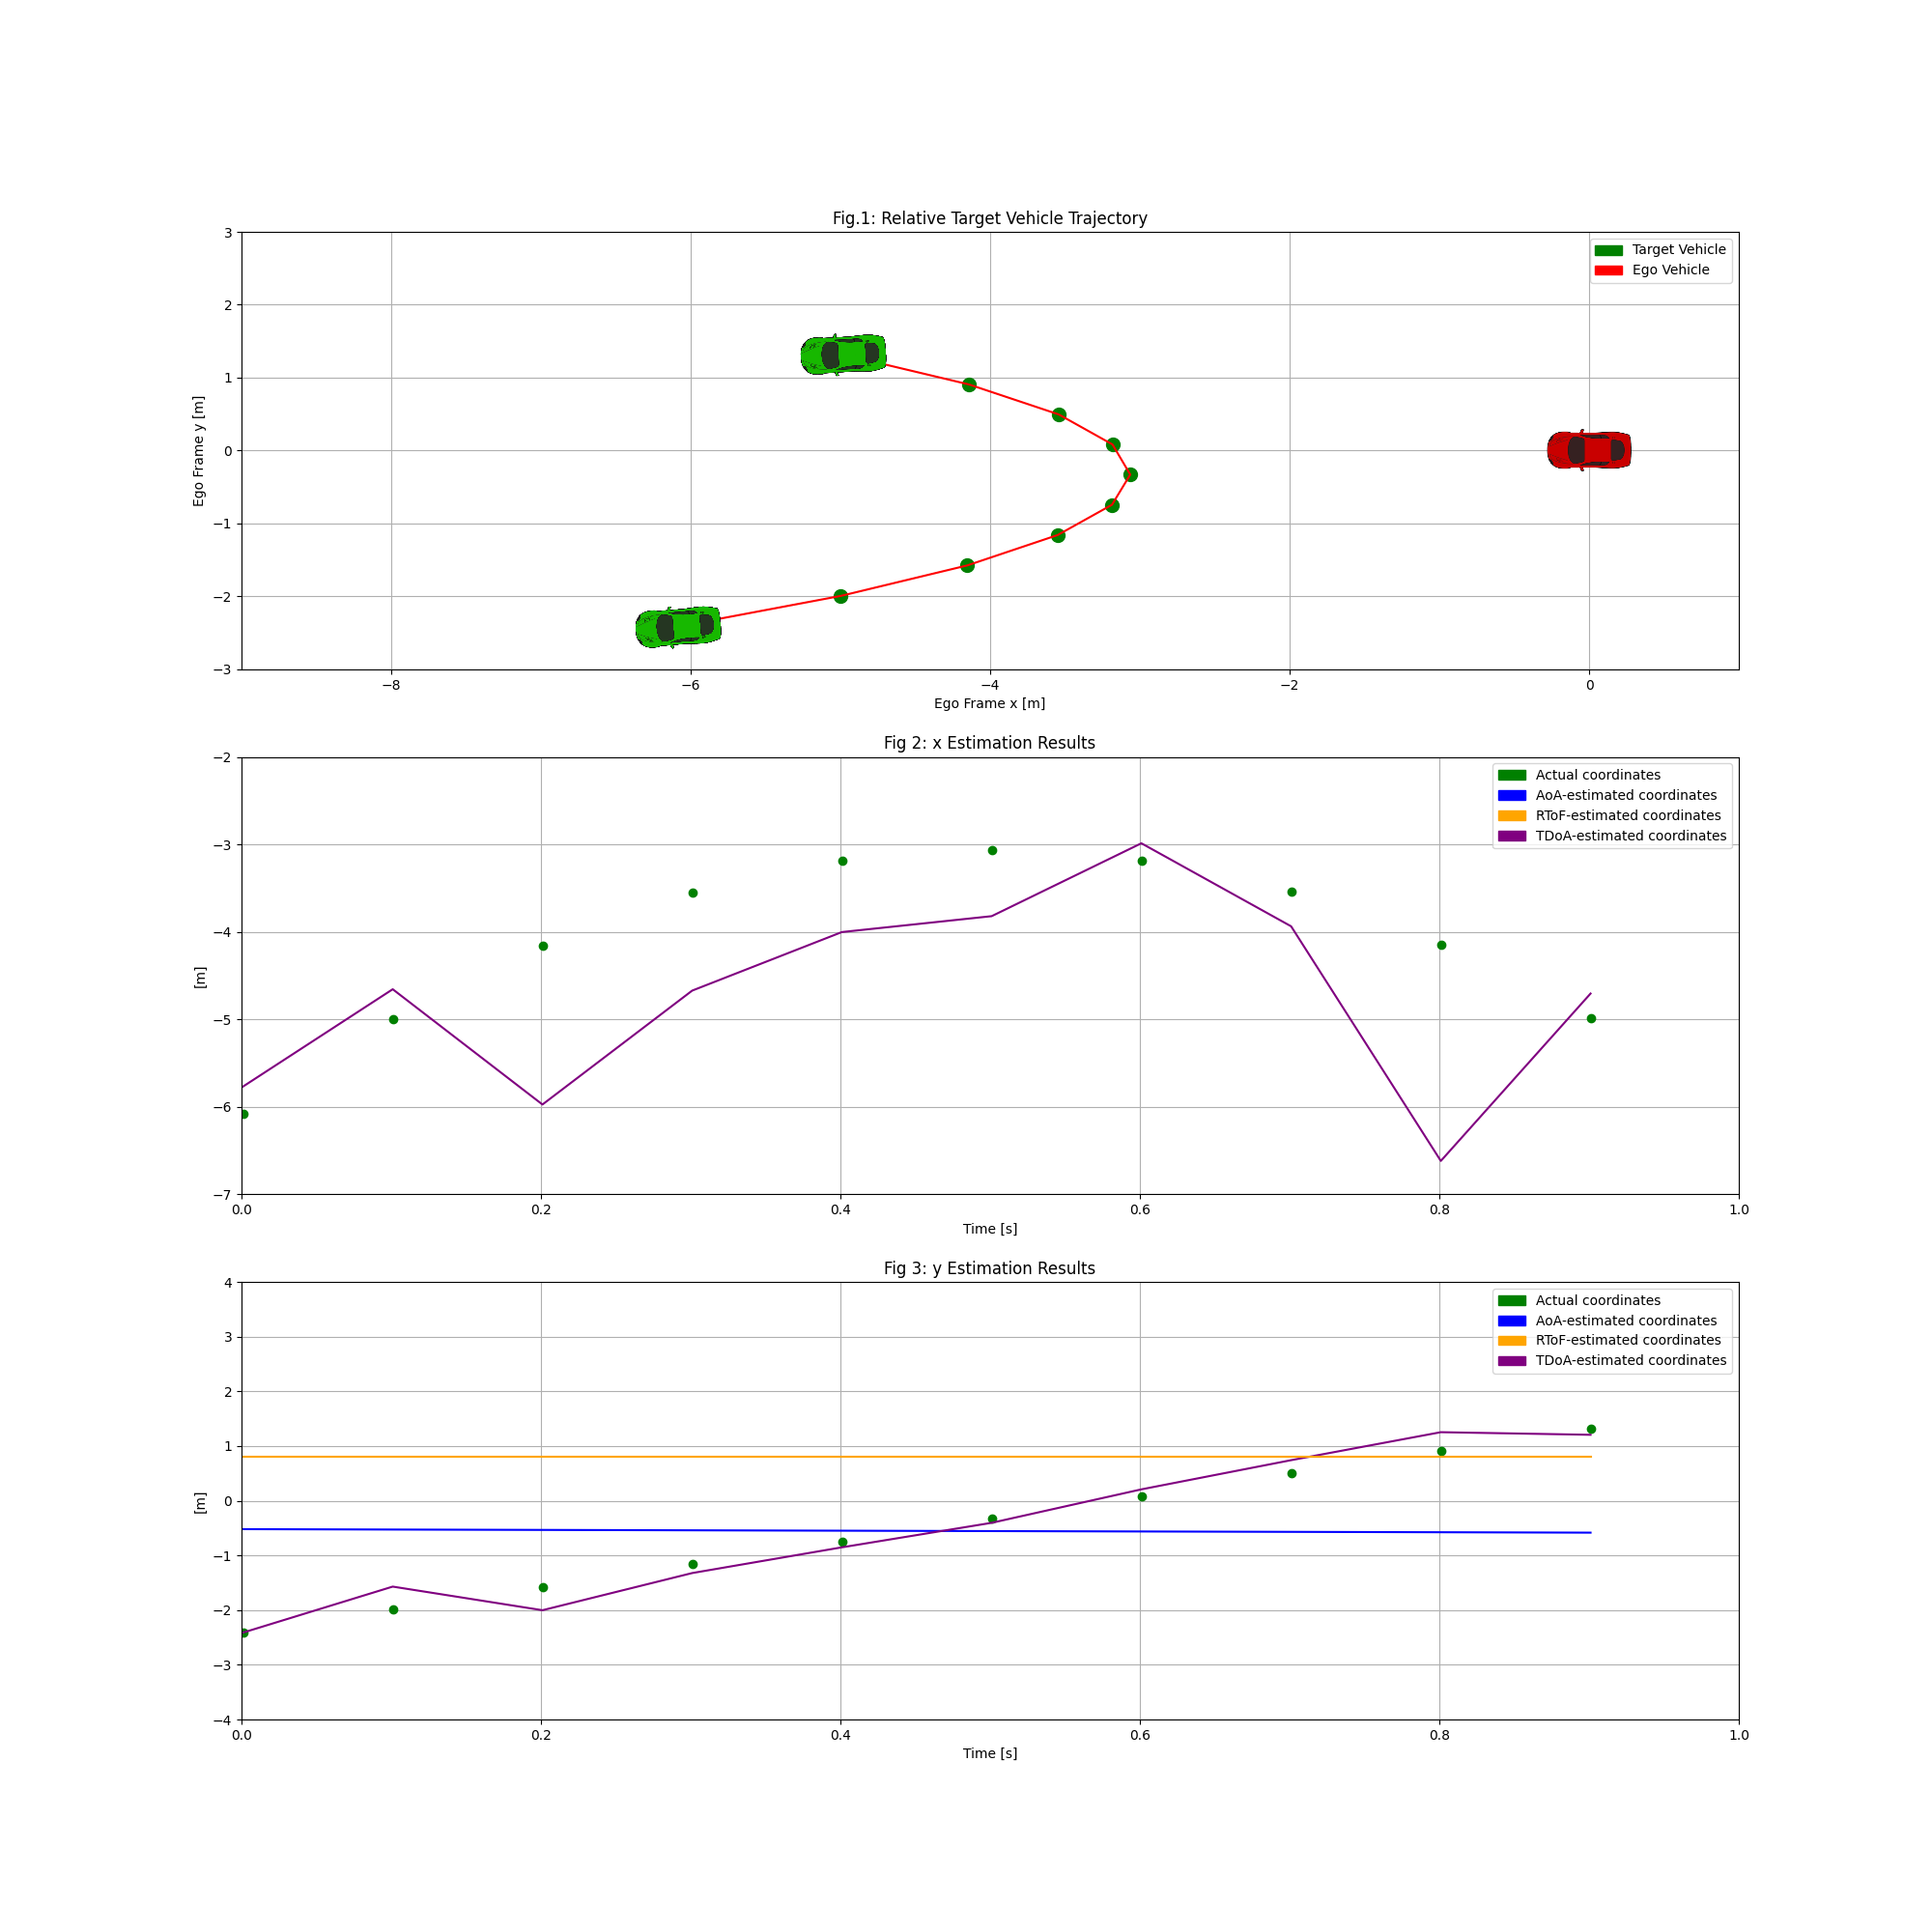 Fig.1: Relative Target Vehicle Trajectory
3
2
1
0
−1
−2
−3
Ego Frame y [m]
Target Vehicle
Ego Vehicle
−8 −6 −4 −2 0
Ego Frame x [m]
Fig 2: x Estimation Results
−2
−3
−4
−5
−6
−7
[m]
Actual coordinates
AoA-estimated coordinates
RToF-estimated coordinates
TDoA-estimated coordinates
0.0 0.2 0.4 0.6 0.8 1.0
Time [s]
Fig 3: y Estimation Results
4
3
2
1
0
−1
−2
−3
−4
[m]
Actual coordinates
AoA-estimated coordinates
RToF-estimated coordinates
TDoA-estimated coordinates
0.0 0.2 0.4 0.6 0.8 1.0
Time [s]